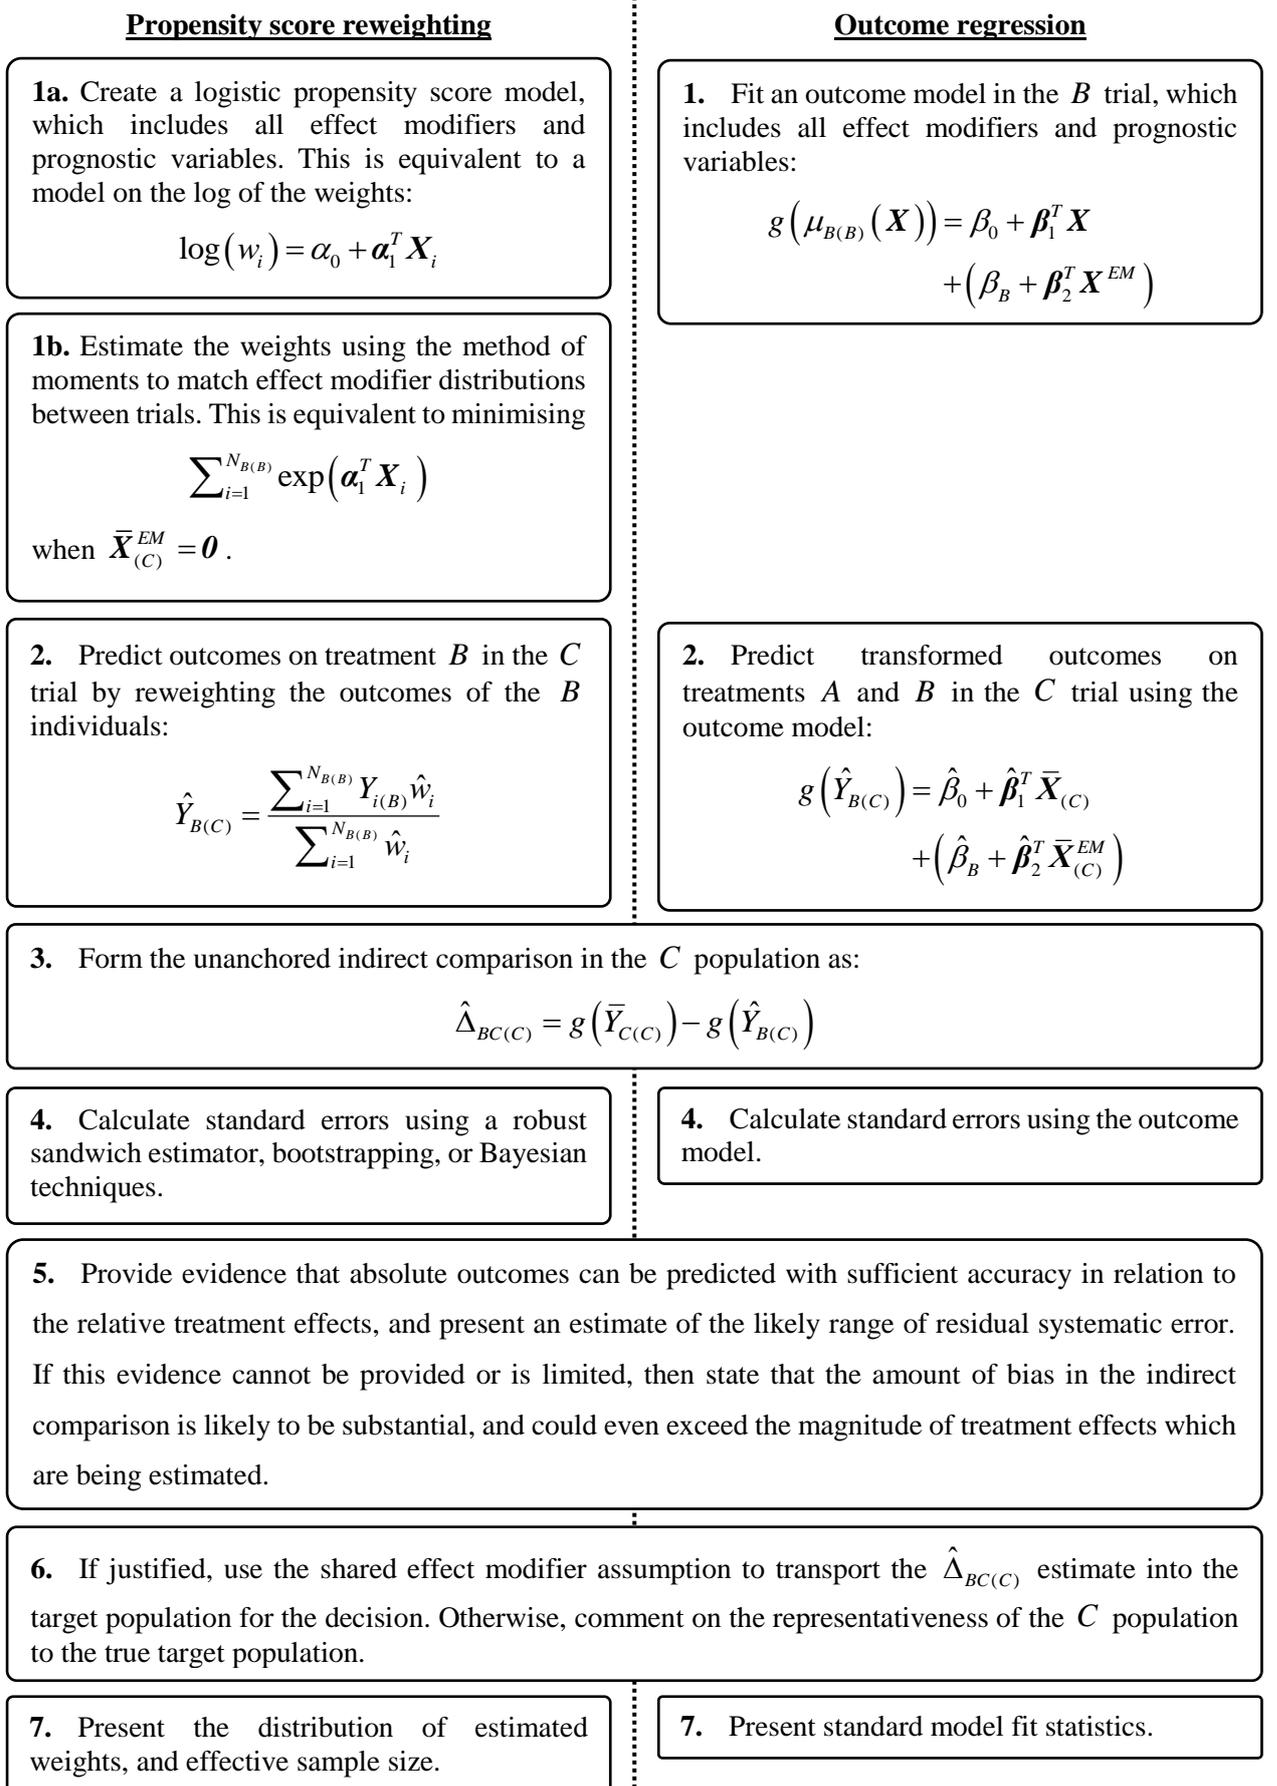 Propensity score reweighting
Outcome regression
1a. Create a logistic propensity score model,
which includes all effect modifiers and
prognostic variables. This is equivalent to a
model on the log of the weights:
log(w_i) = α_0 + α_1^T X_i
1. Fit an outcome model in the B trial, which
includes all effect modifiers and prognostic
variables:
g(μ_{B(B)}(X)) = β_0 + β_1^T X
+(β_B + β_2^T X^{EM})
1b. Estimate the weights using the method of
moments to match effect modifier distributions
between trials. This is equivalent to minimising
∑_{i=1}^{N_{B(B)}} exp(α_1^T X_i)
when X̄_{(C)}^{EM} = 0 .
2. Predict outcomes on treatment B in the C
trial by reweighting the outcomes of the B
individuals:
Ŷ_{B(C)} = ∑_{i=1}^{N_{B(B)}} Y_{i(B)} ŵ_i / ∑_{i=1}^{N_{B(B)}} ŵ_i
2. Predict transformed outcomes on
treatments A and B in the C trial using the
outcome model:
g(Ŷ_{B(C)}) = β̂_0 + β̂_1^T X̄_{(C)}
+(β̂_B + β̂_2^T X̄_{(C)}^{EM})
3. Form the unanchored indirect comparison in the C population as:
Δ̂_{BC(C)} = g(Ȳ_{C(C)}) − g(Ŷ_{B(C)})
4. Calculate standard errors using a robust
sandwich estimator, bootstrapping, or Bayesian
techniques.
4. Calculate standard errors using the outcome
model.
5. Provide evidence that absolute outcomes can be predicted with sufficient accuracy in relation to
the relative treatment effects, and present an estimate of the likely range of residual systematic error.
If this evidence cannot be provided or is limited, then state that the amount of bias in the indirect
comparison is likely to be substantial, and could even exceed the magnitude of treatment effects which
are being estimated.
6. If justified, use the shared effect modifier assumption to transport the Δ̂_{BC(C)} estimate into the
target population for the decision. Otherwise, comment on the representativeness of the C population
to the true target population.
7. Present the distribution of estimated
weights, and effective sample size.
7. Present standard model fit statistics.